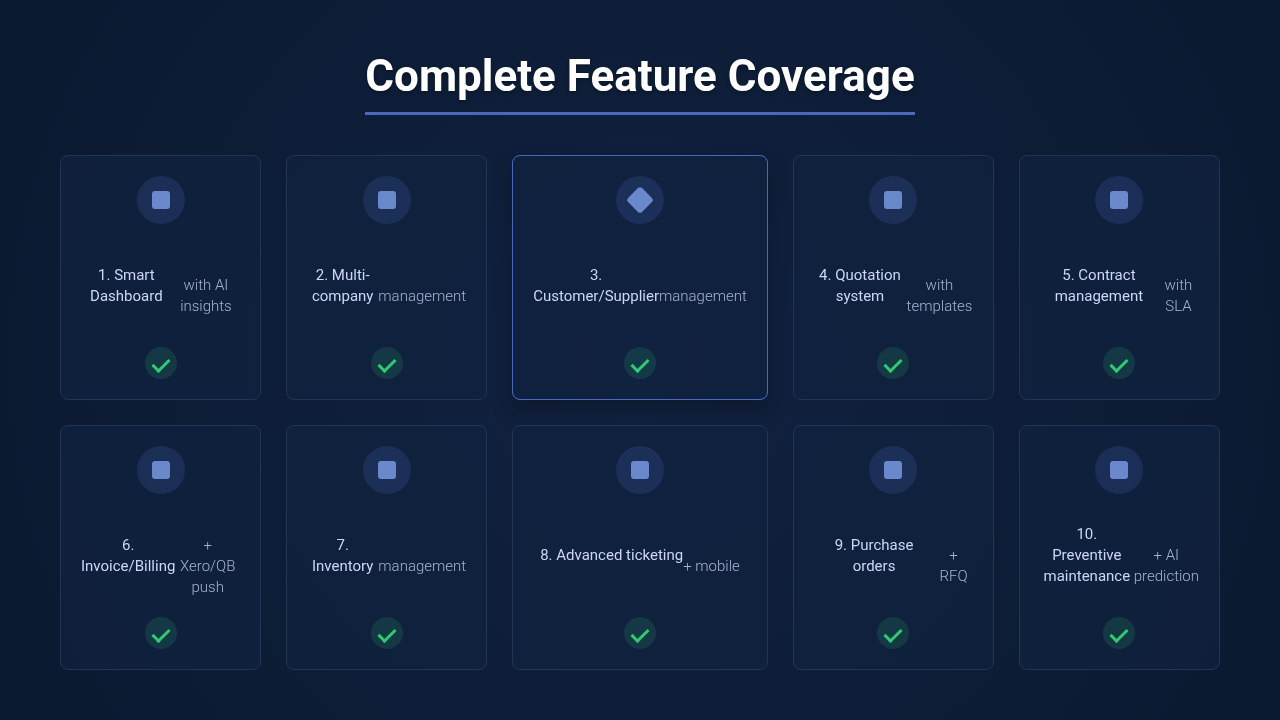 Complete Feature Coverage
1. Smart
Dashboard
with AI
insights
2. Multi-
company
management
3.
Customer/Supplier
management
4. Quotation
system
with
templates
5. Contract
management
with
SLA
6.
Invoice/Billing
+
Xero/QB
push
7.
Inventory
management
8. Advanced ticketing
+ mobile
9. Purchase
orders
+
RFQ
10.
Preventive
maintenance
+ AI
prediction